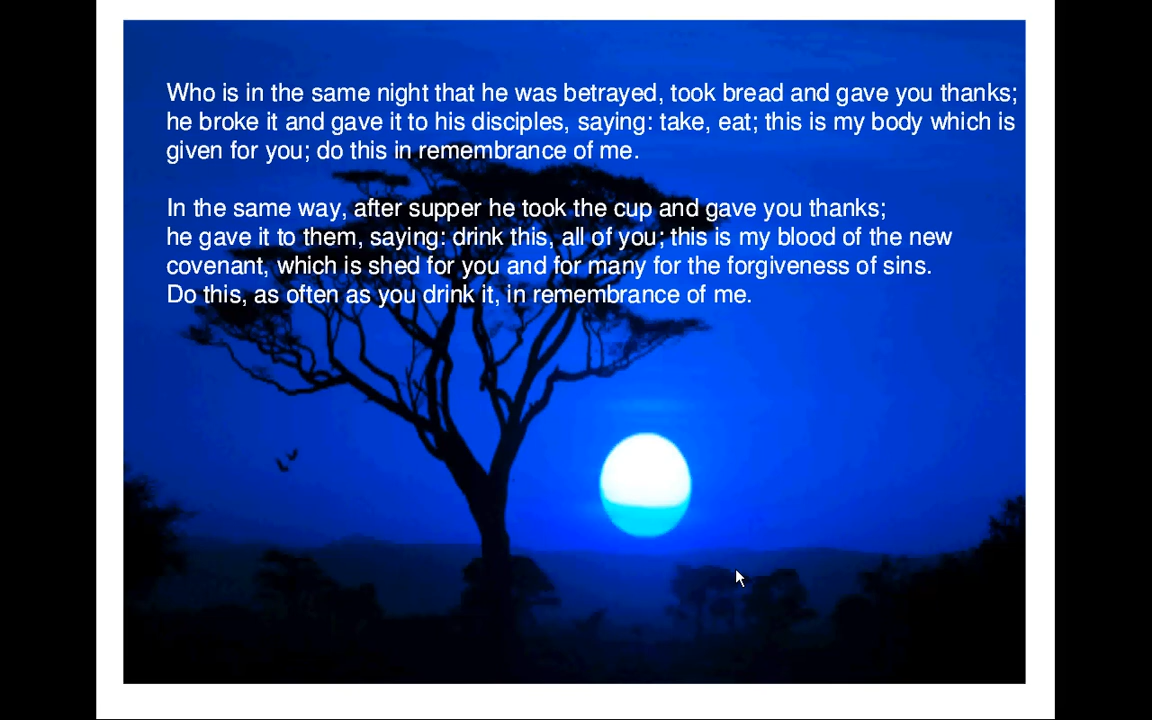 Who is in the same night that he was betrayed, took bread and gave you thanks;
he broke it and gave it to his disciples, saying: take, eat; this is my body which is
given for you; do this in remembrance of me.
In the same way, after supper he took the cup and gave you thanks;
he gave it to them, saying: drink this, all of you; this is my blood of the new
covenant, which is shed for you and for many for the forgiveness of sins.
Do this, as often as you drink it, in remembrance of me.